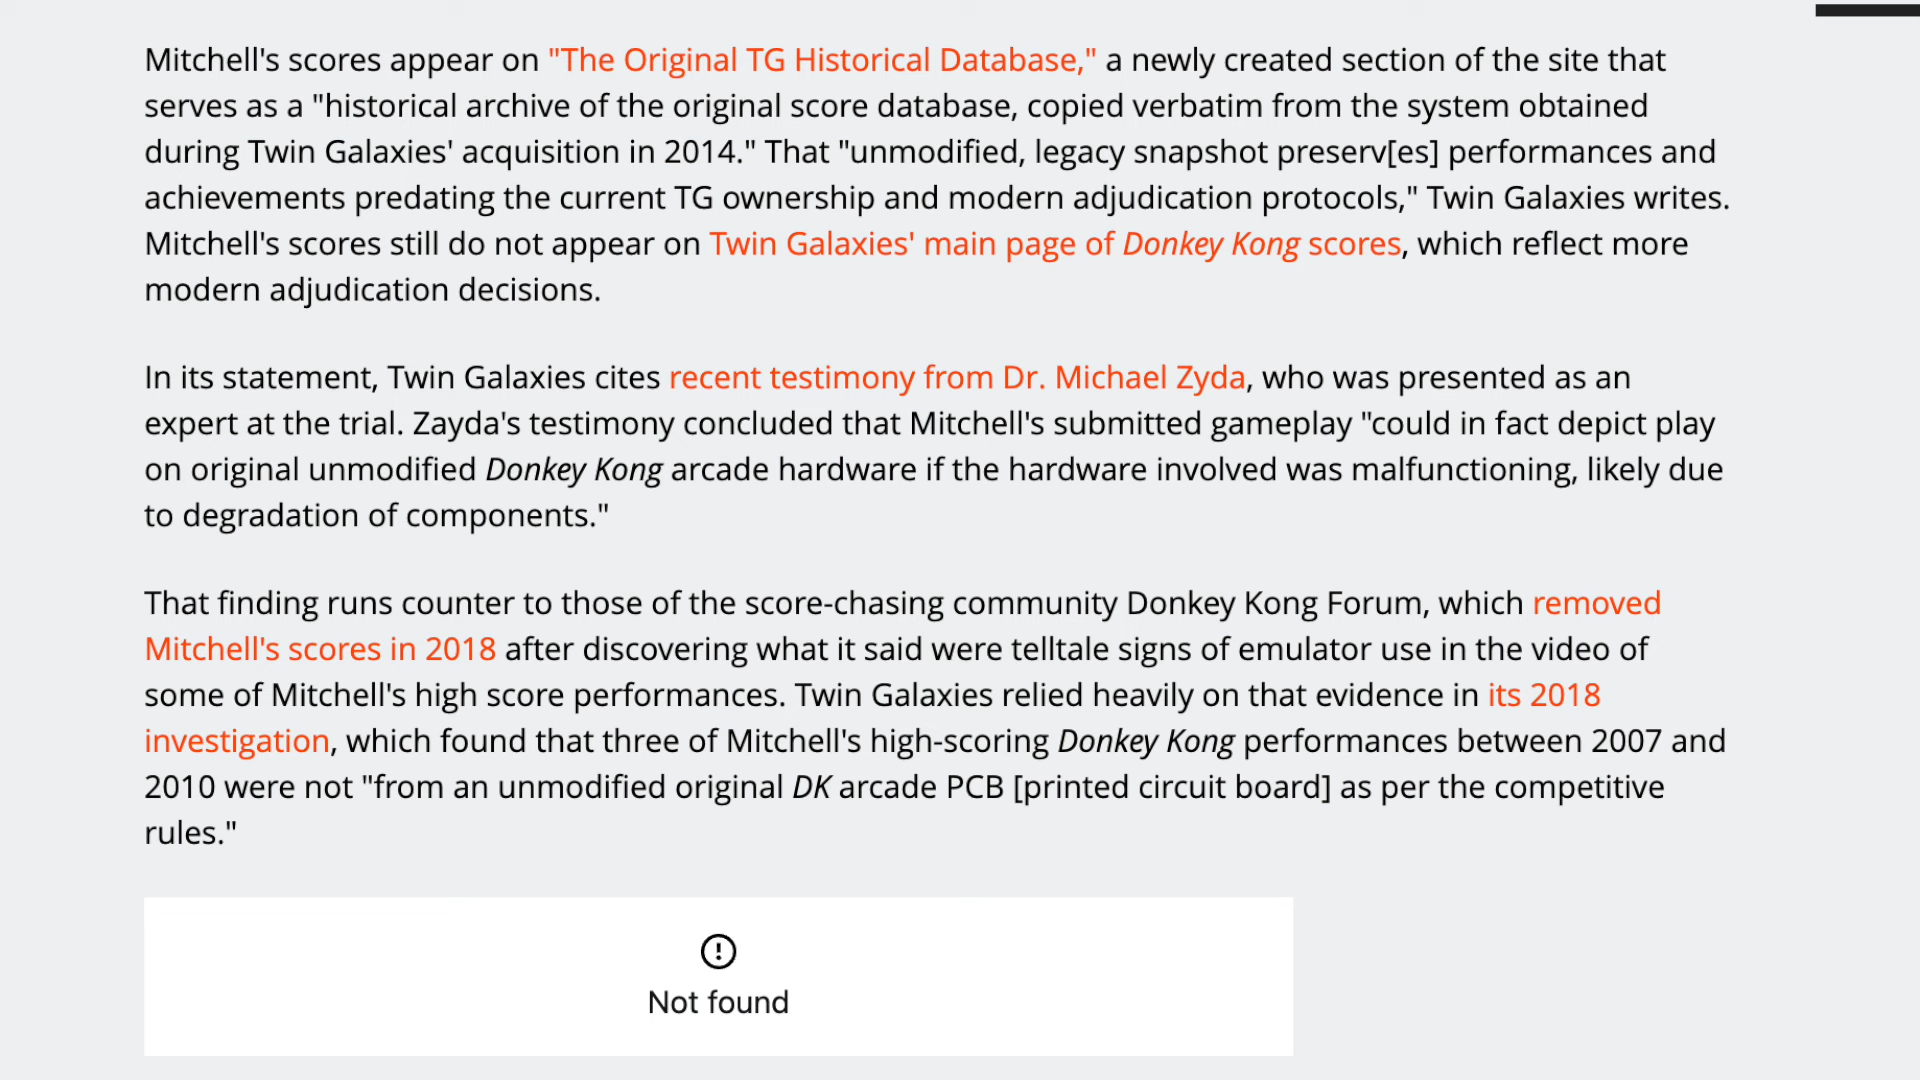 Mitchell's scores appear on "The Original TG Historical Database," a newly created section of the site that
serves as a "historical archive of the original score database, copied verbatim from the system obtained
during Twin Galaxies' acquisition in 2014." That "unmodified, legacy snapshot preserv[es] performances and
achievements predating the current TG ownership and modern adjudication protocols," Twin Galaxies writes.
Mitchell's scores still do not appear on Twin Galaxies' main page of Donkey Kong scores, which reflect more
modern adjudication decisions.
In its statement, Twin Galaxies cites recent testimony from Dr. Michael Zyda, who was presented as an
expert at the trial. Zayda's testimony concluded that Mitchell's submitted gameplay "could in fact depict play
on original unmodified Donkey Kong arcade hardware if the hardware involved was malfunctioning, likely due
to degradation of components."
That finding runs counter to those of the score-chasing community Donkey Kong Forum, which removed
Mitchell's scores in 2018 after discovering what it said were telltale signs of emulator use in the video of
some of Mitchell's high score performances. Twin Galaxies relied heavily on that evidence in its 2018
investigation, which found that three of Mitchell's high-scoring Donkey Kong performances between 2007 and
2010 were not "from an unmodified original DK arcade PCB [printed circuit board] as per the competitive
rules."
Not found